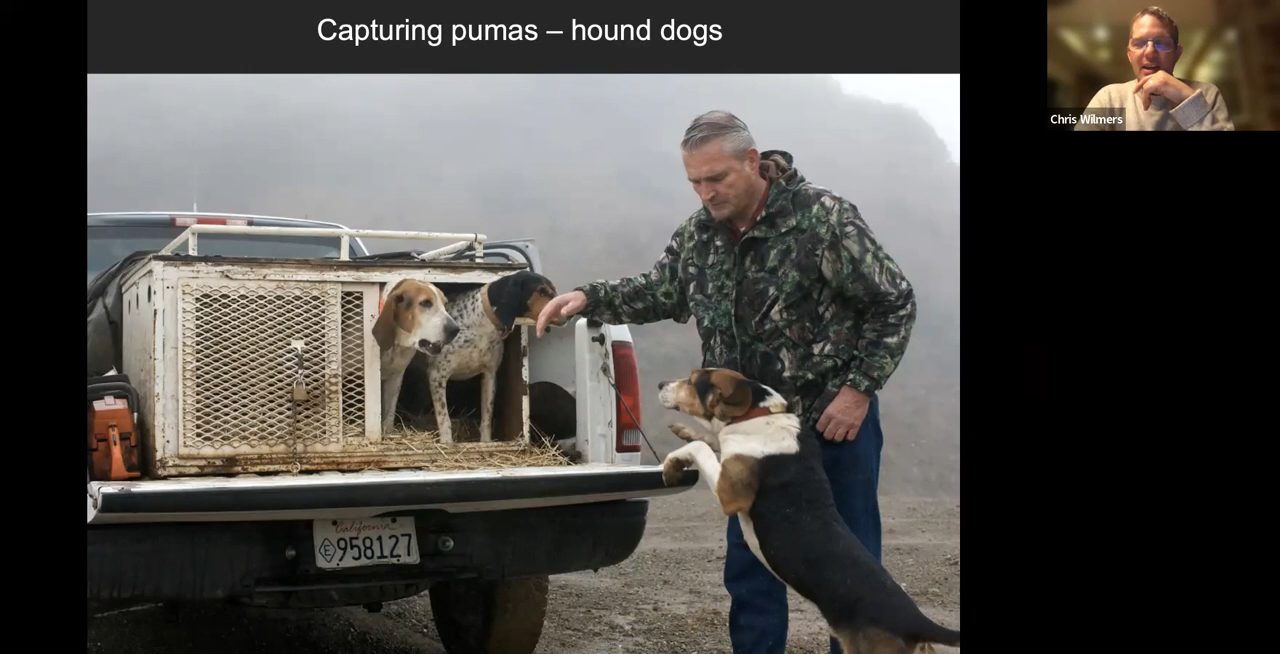 Capturing pumas – hound dogs
Chris Wilmers
California
E 958127